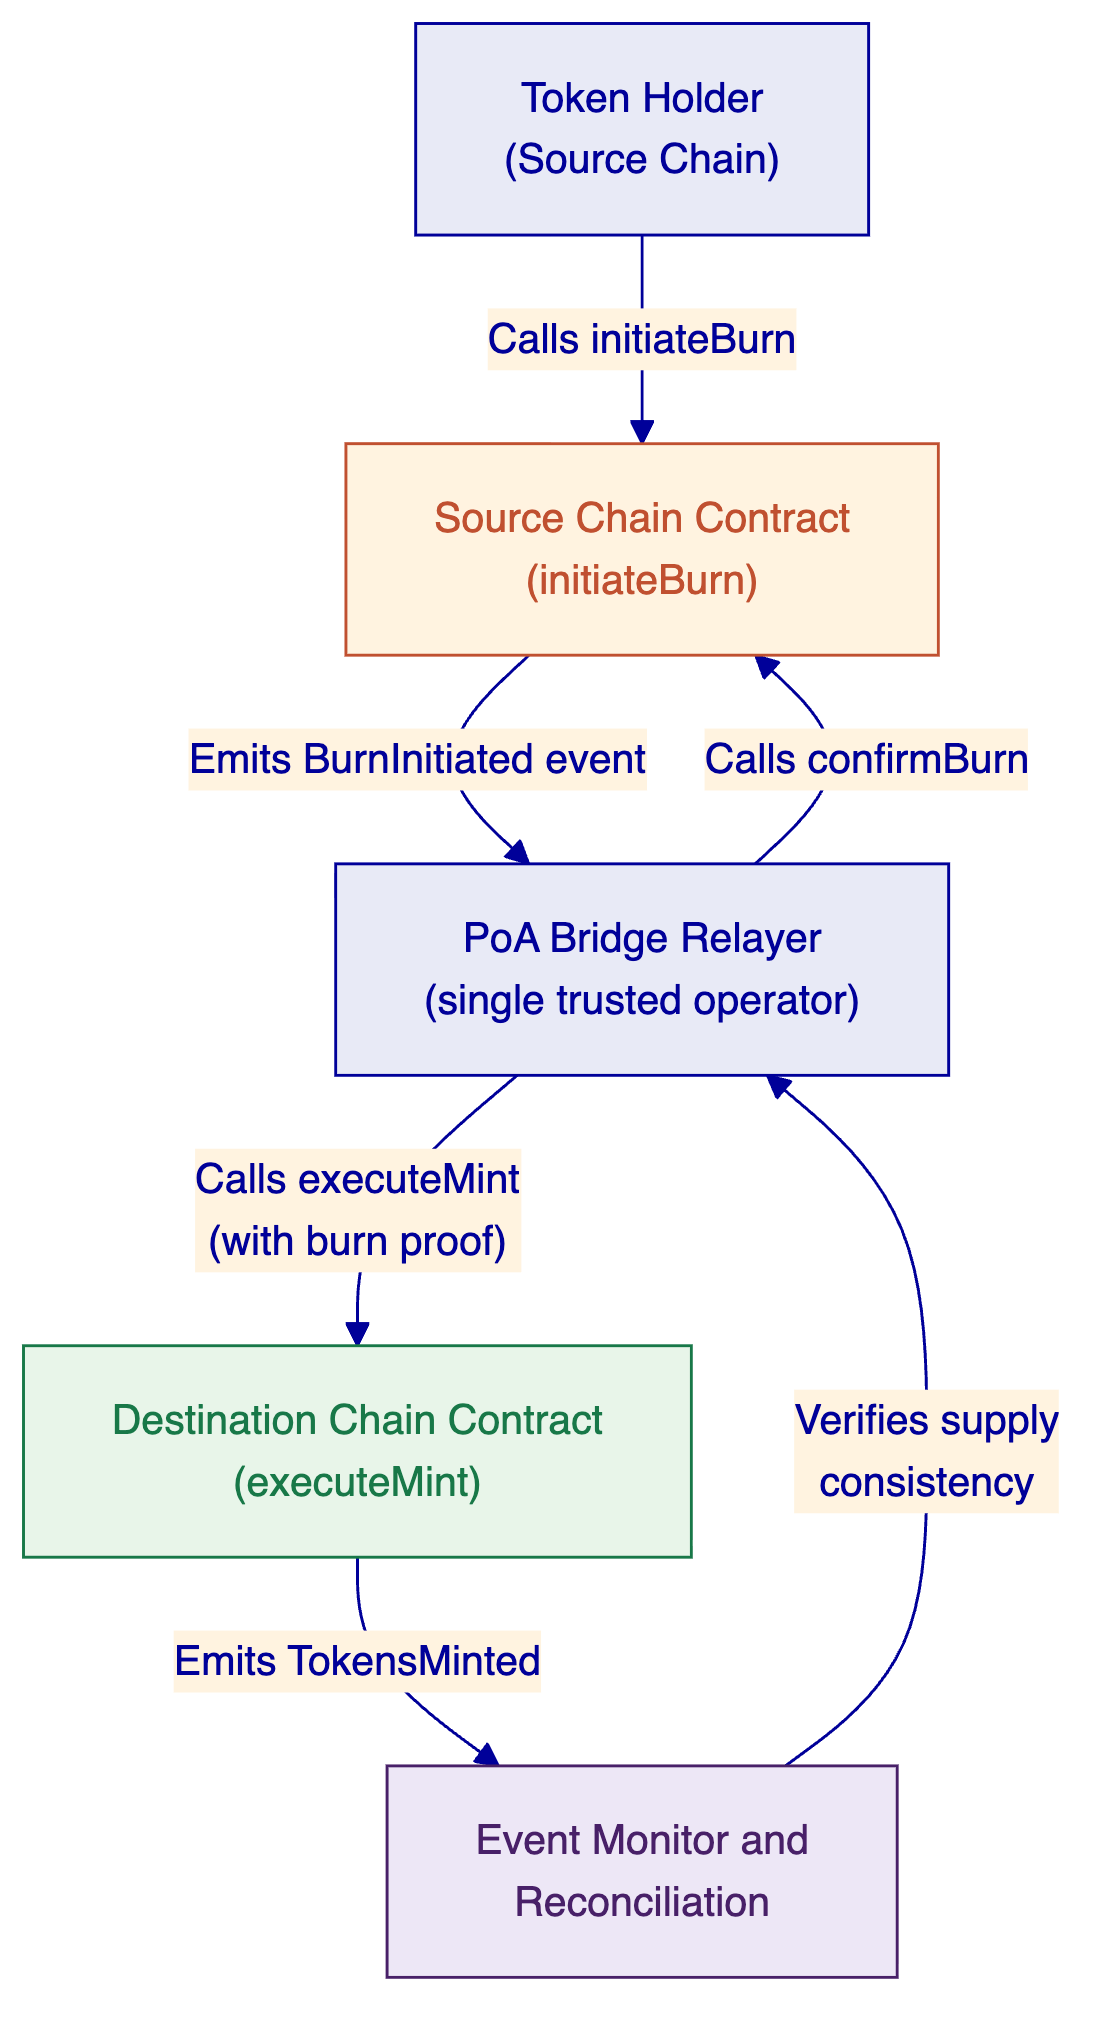 Token Holder
(Source Chain)
Calls initiateBurn
Source Chain Contract
(initiateBurn)
Emits BurnInitiated event
Calls confirmBurn
PoA Bridge Relayer
(single trusted operator)
Calls executeMint
(with burn proof)
Destination Chain Contract
(executeMint)
Verifies supply
consistency
Emits TokensMinted
Event Monitor and
Reconciliation